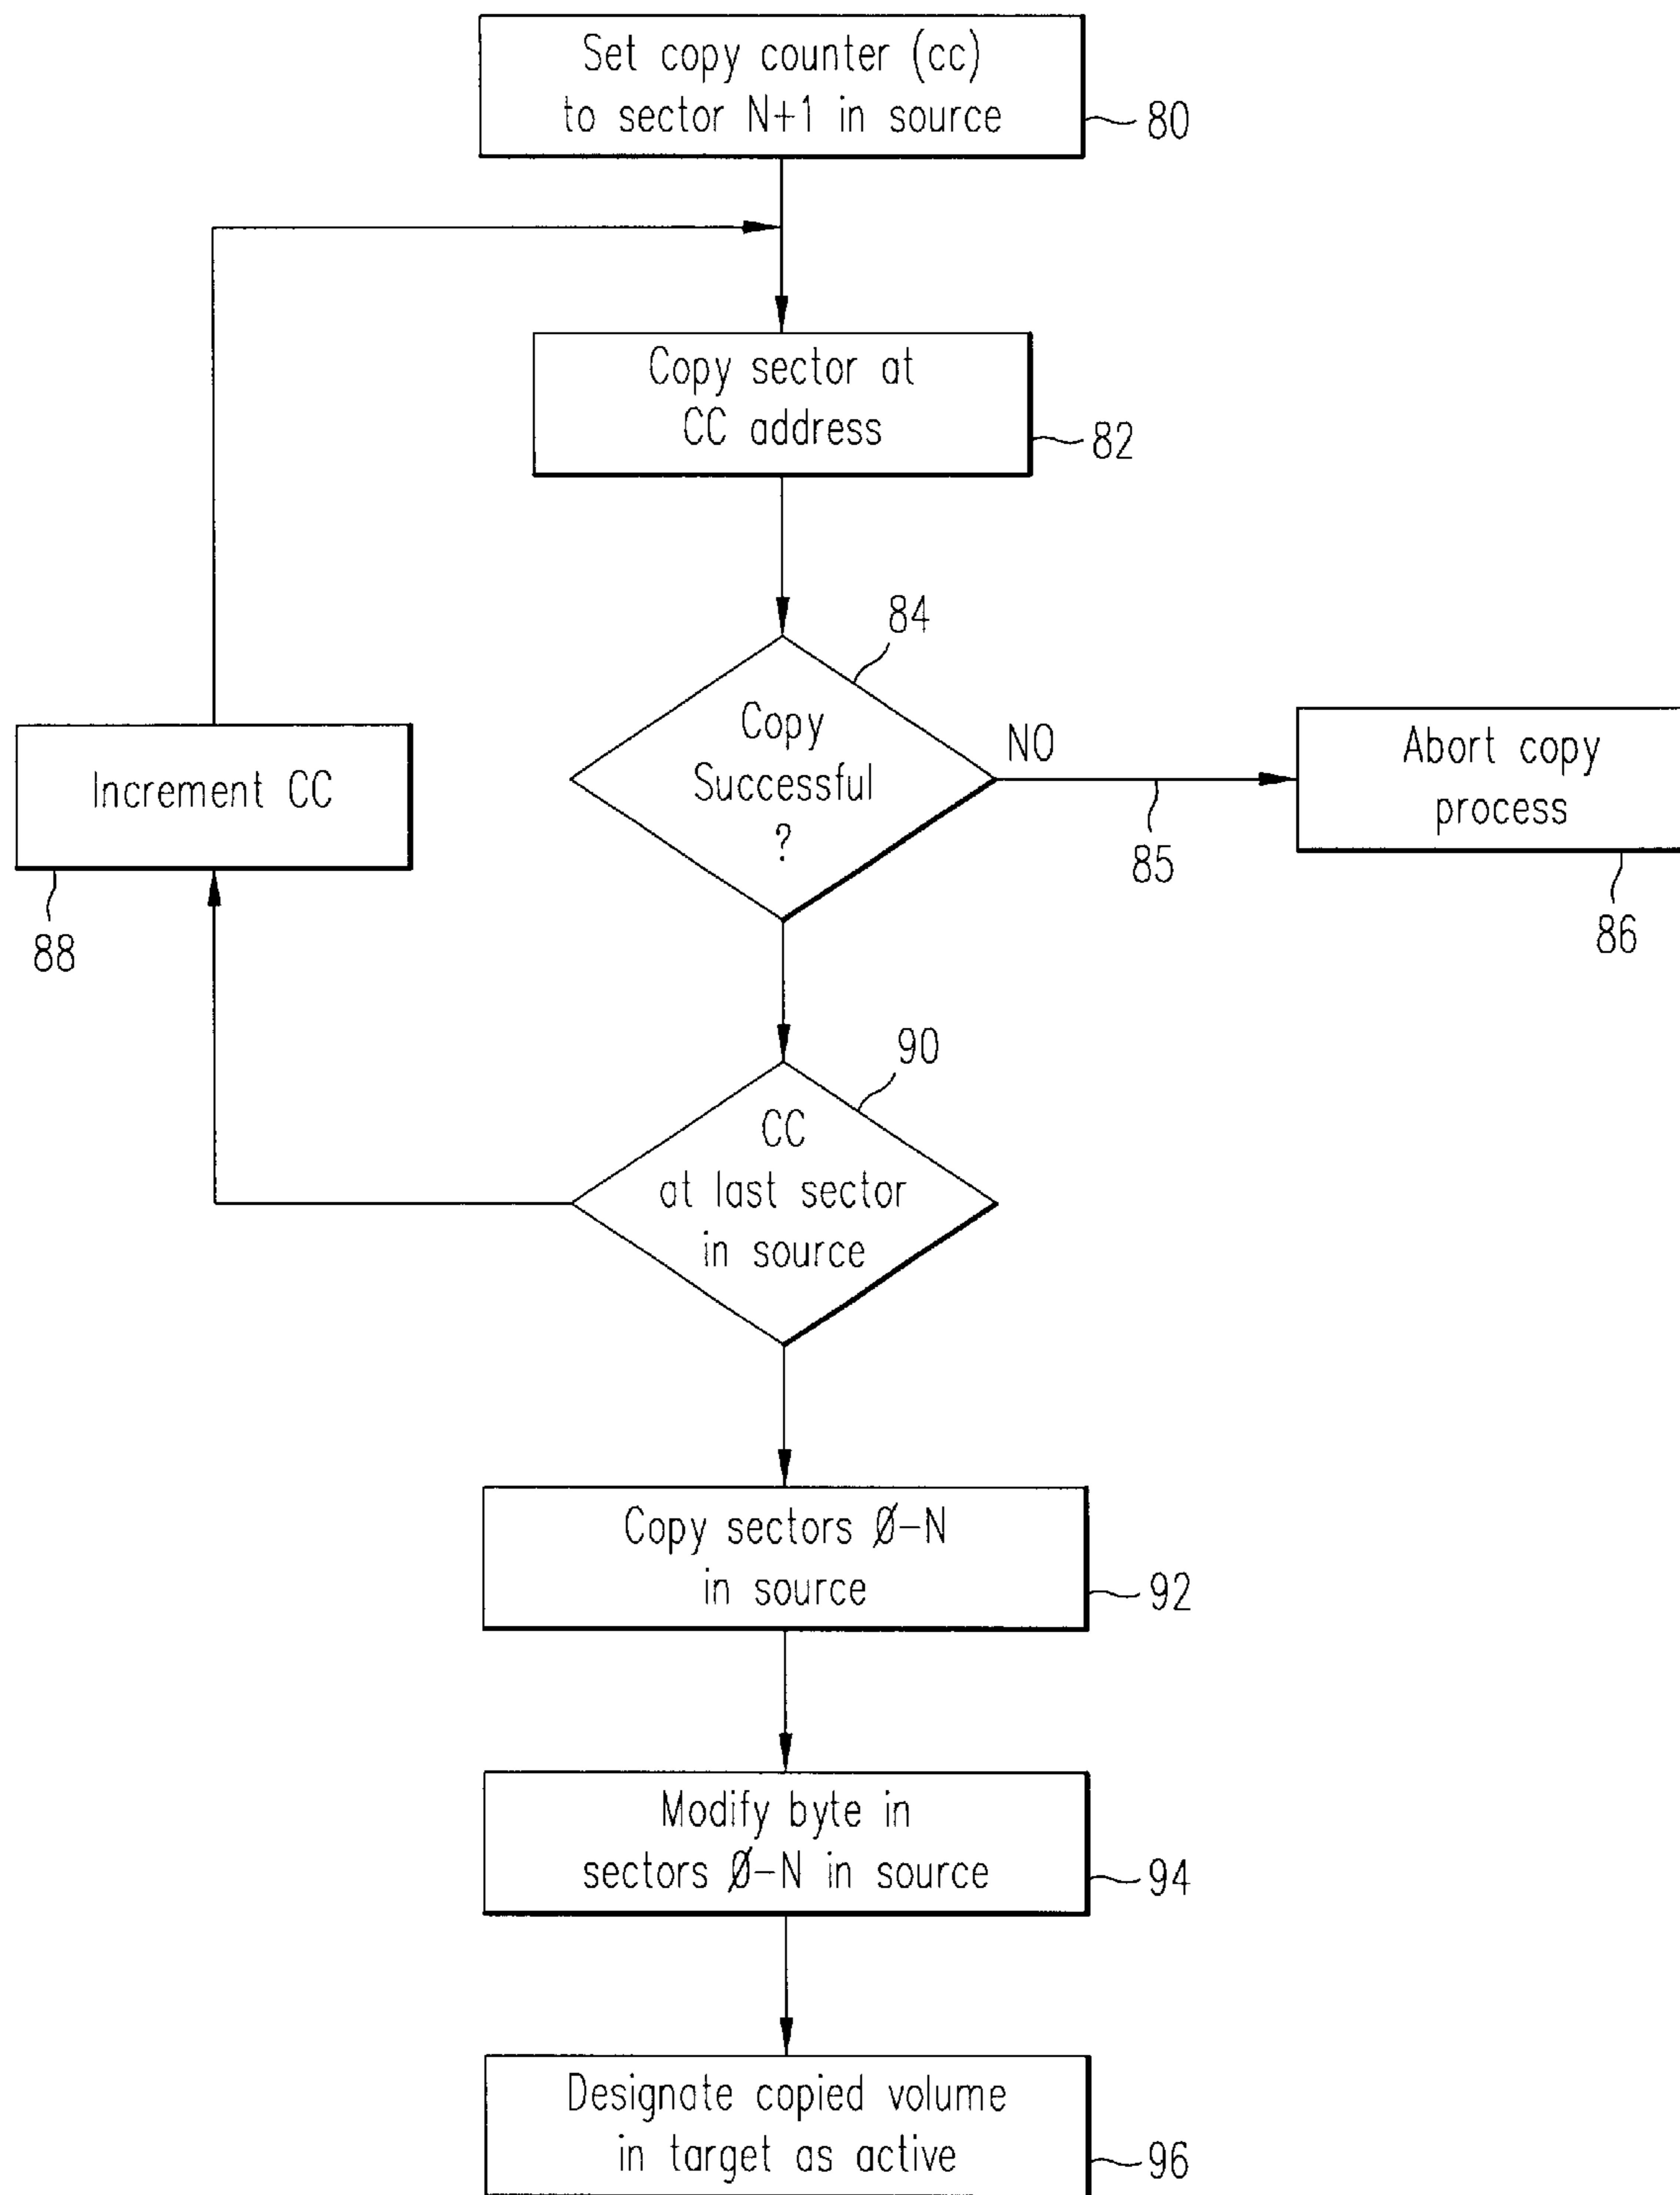 Set copy counter (cc)
to sector N+1 in source
80
Copy sector at
CC address
82
84
Copy
Successful
?
NO
85
Abort copy
process
86
Increment CC
88
90
CC
at last sector
in source
Copy sectors Ø-N
in source
92
Modify byte in
sectors Ø-N in source
94
Designate copied volume
in target as active
96